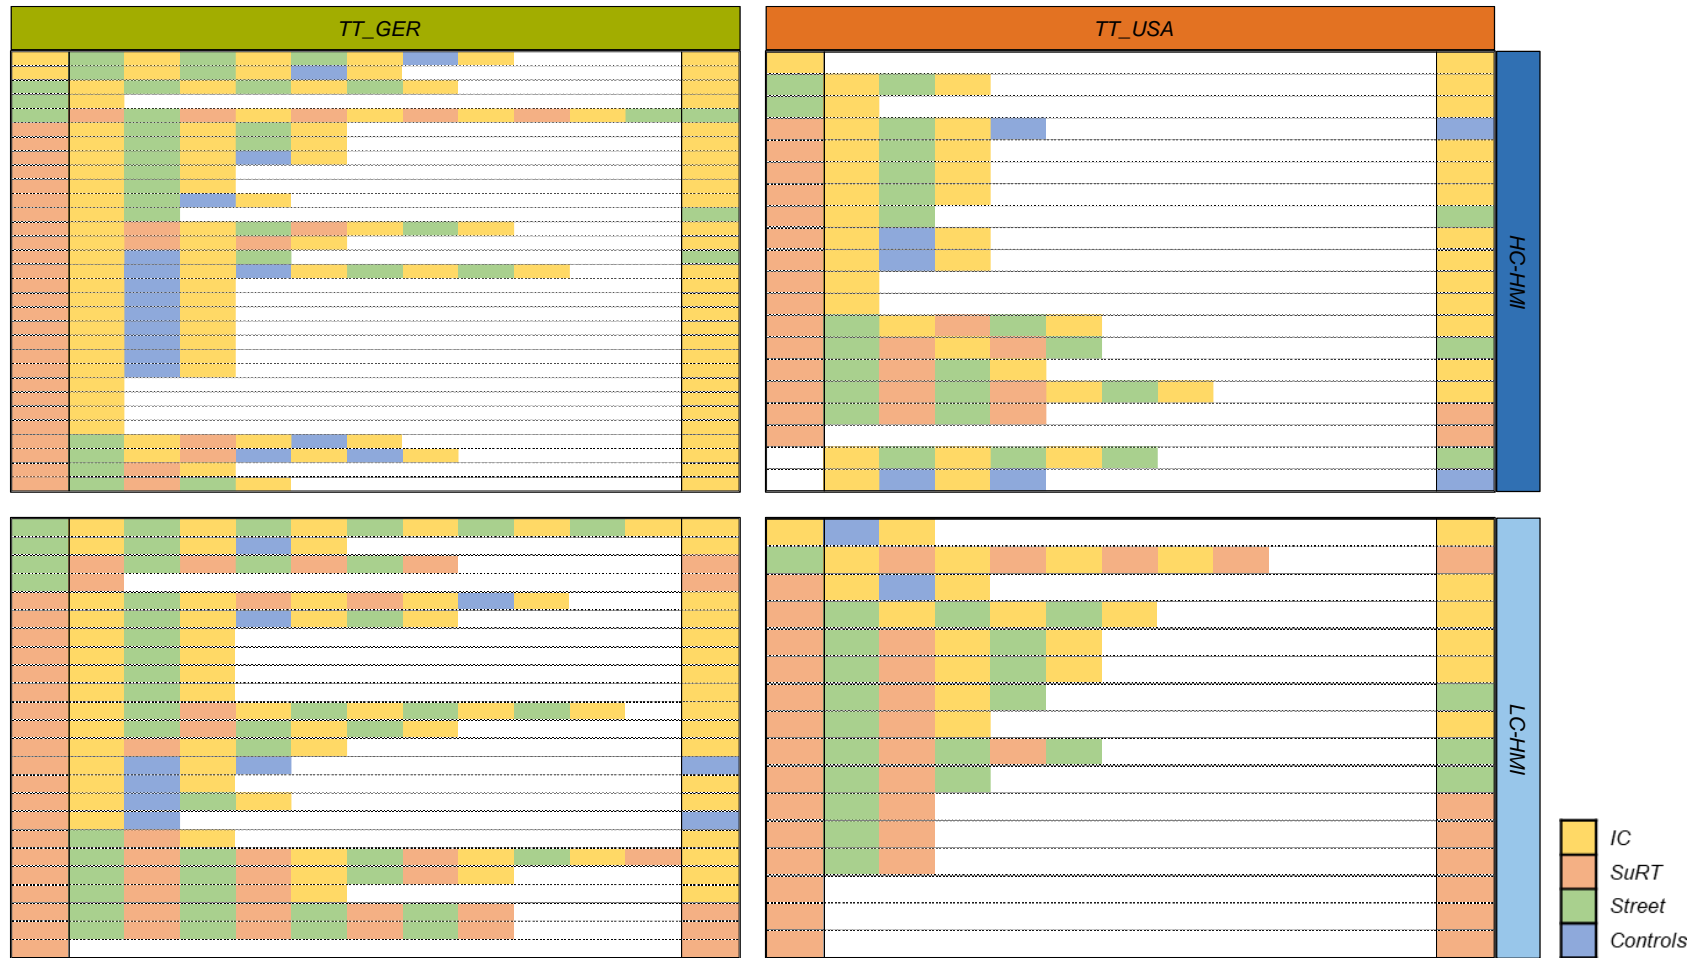 TT_GER
TT_USA
HC-HMI
LC-HMI
IC
SuRT
Street
Controls